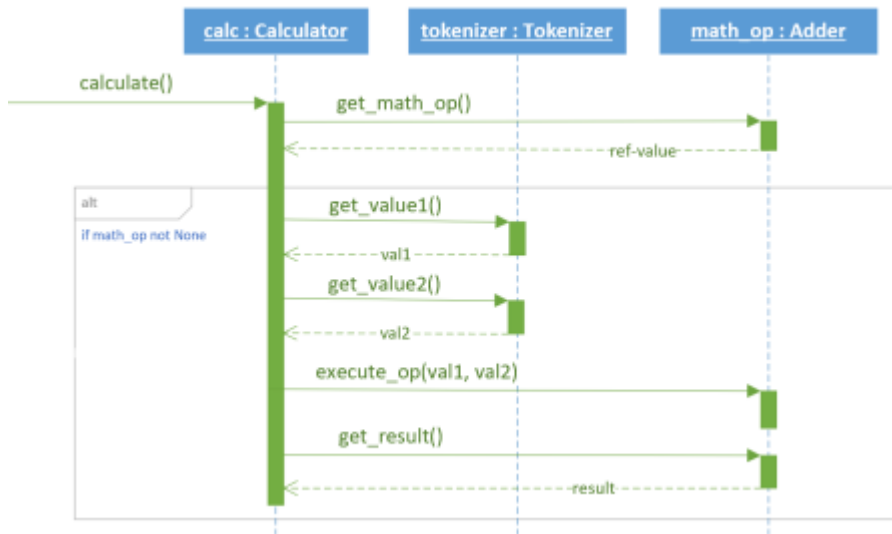 calc : Calculator
tokenizer : Tokenizer
math_op : Adder
calculate()
get_math_op()
ref-value
alt
get_value1()
if math_op not None
val1
get_value2()
val2
execute_op(val1, val2)
get_result()
result